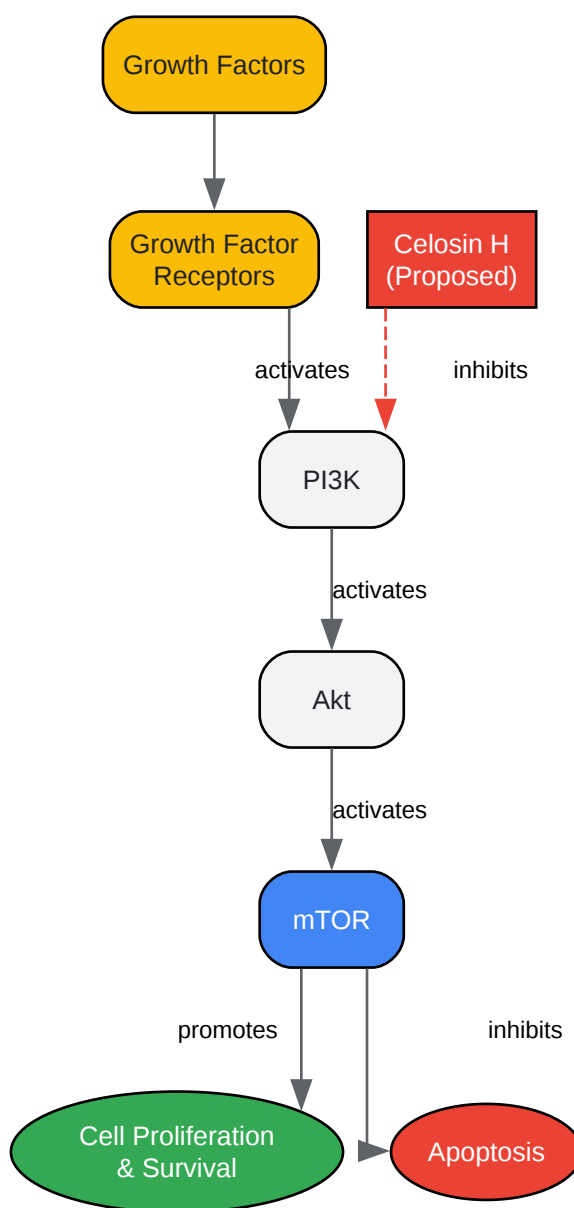 Growth Factors
Growth Factor
Receptors
Celosin H
(Proposed)
activates
inhibits
PI3K
activates
Akt
activates
mTOR
promotes
inhibits
Cell Proliferation
& Survival
Apoptosis